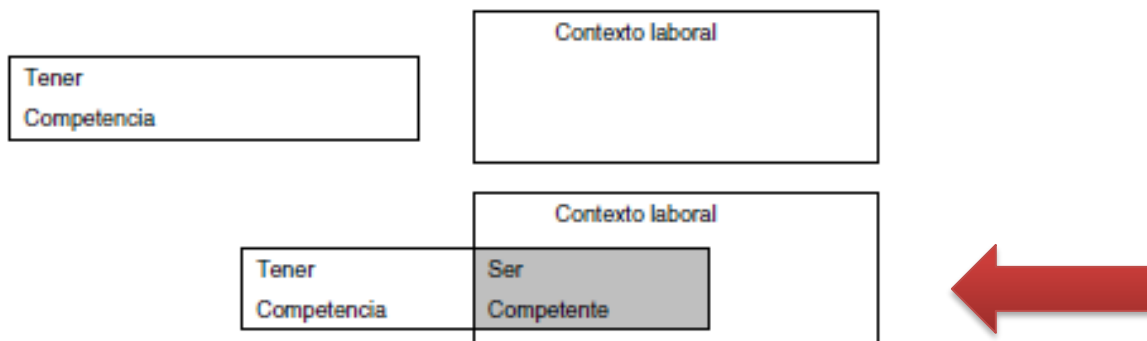 Contexto laboral
Tener
Competencia
Contexto laboral
Tener
Competencia
Ser
Competente